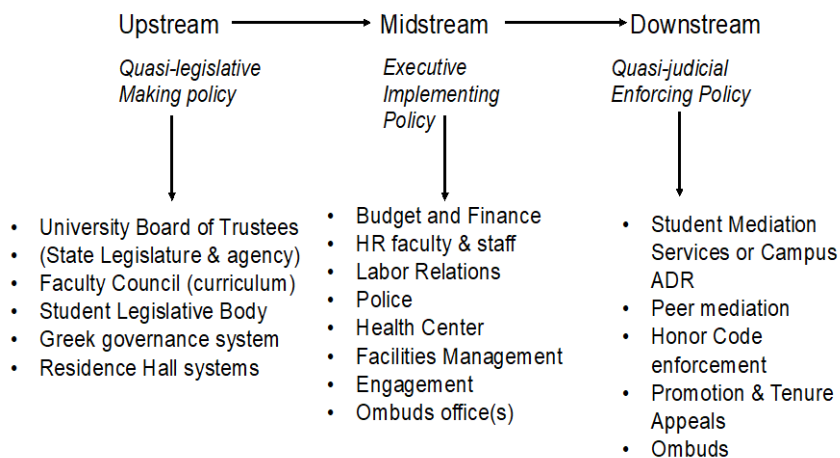 Upstream
Midstream
Downstream
Quasi-legislative
Making policy
Executive
Implementing
Policy
Quasi-judicial
Enforcing Policy
• University Board of Trustees
• (State Legislature & agency)
• Faculty Council (curriculum)
• Student Legislative Body
• Greek governance system
• Residence Hall systems
• Budget and Finance
• HR faculty & staff
• Labor Relations
• Police
• Health Center
• Facilities Management
• Engagement
• Ombuds office(s)
• Student Mediation
Services or Campus
ADR
• Peer mediation
• Honor Code
enforcement
• Promotion & Tenure
Appeals
• Ombuds